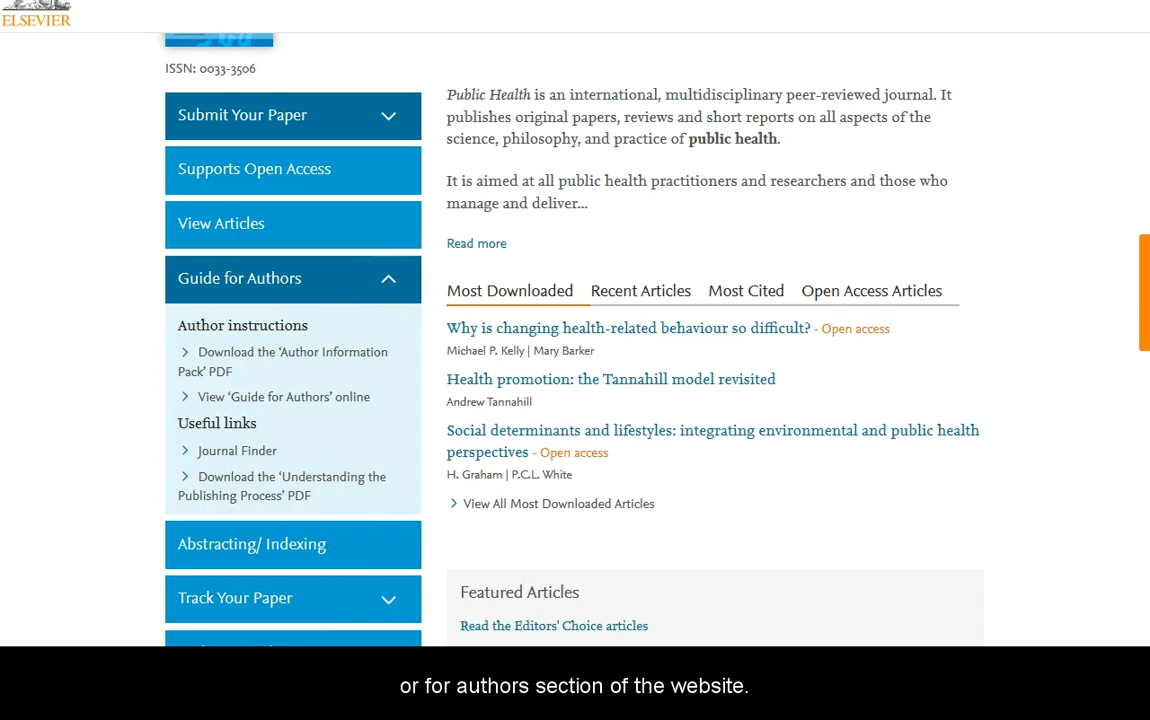 ELSEVIER
ISSN: 0033-3506
Submit Your Paper
Supports Open Access
View Articles
Guide for Authors
Author instructions
Download the ‘Author Information
Pack’ PDF
View ‘Guide for Authors’ online
Useful links
Journal Finder
Download the ‘Understanding the
Publishing Process’ PDF
Abstracting/ Indexing
Track Your Paper
Public Health is an international, multidisciplinary peer-reviewed journal. It
publishes original papers, reviews and short reports on all aspects of the
science, philosophy, and practice of public health.
It is aimed at all public health practitioners and researchers and those who
manage and deliver...
Read more
Most Downloaded Recent Articles Most Cited Open Access Articles
Why is changing health-related behaviour so difficult? - Open access
Michael P. Kelly | Mary Barker
Health promotion: the Tannahill model revisited
Andrew Tannahill
Social determinants and lifestyles: integrating environmental and public health
perspectives - Open access
H. Graham | P.C.L. White
View All Most Downloaded Articles
Featured Articles
Read the Editors' Choice articles
or for authors section of the website.